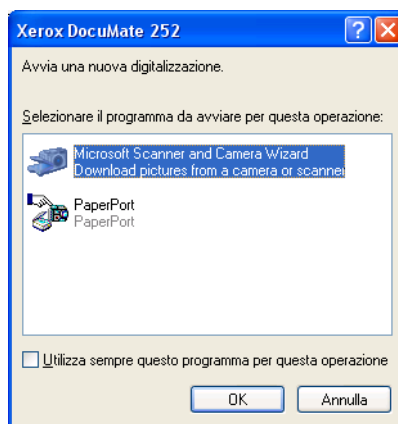 Xerox DocuMate 252
Avvia una nuova digitalizzazione.
Selezionare il programma da avviare per questa operazione:
Microsoft Scanner and Camera Wizard
Download pictures from a camera or scanner
PaperPort
PaperPort
Utilizza sempre questo programma per questa operazione
OK Annulla